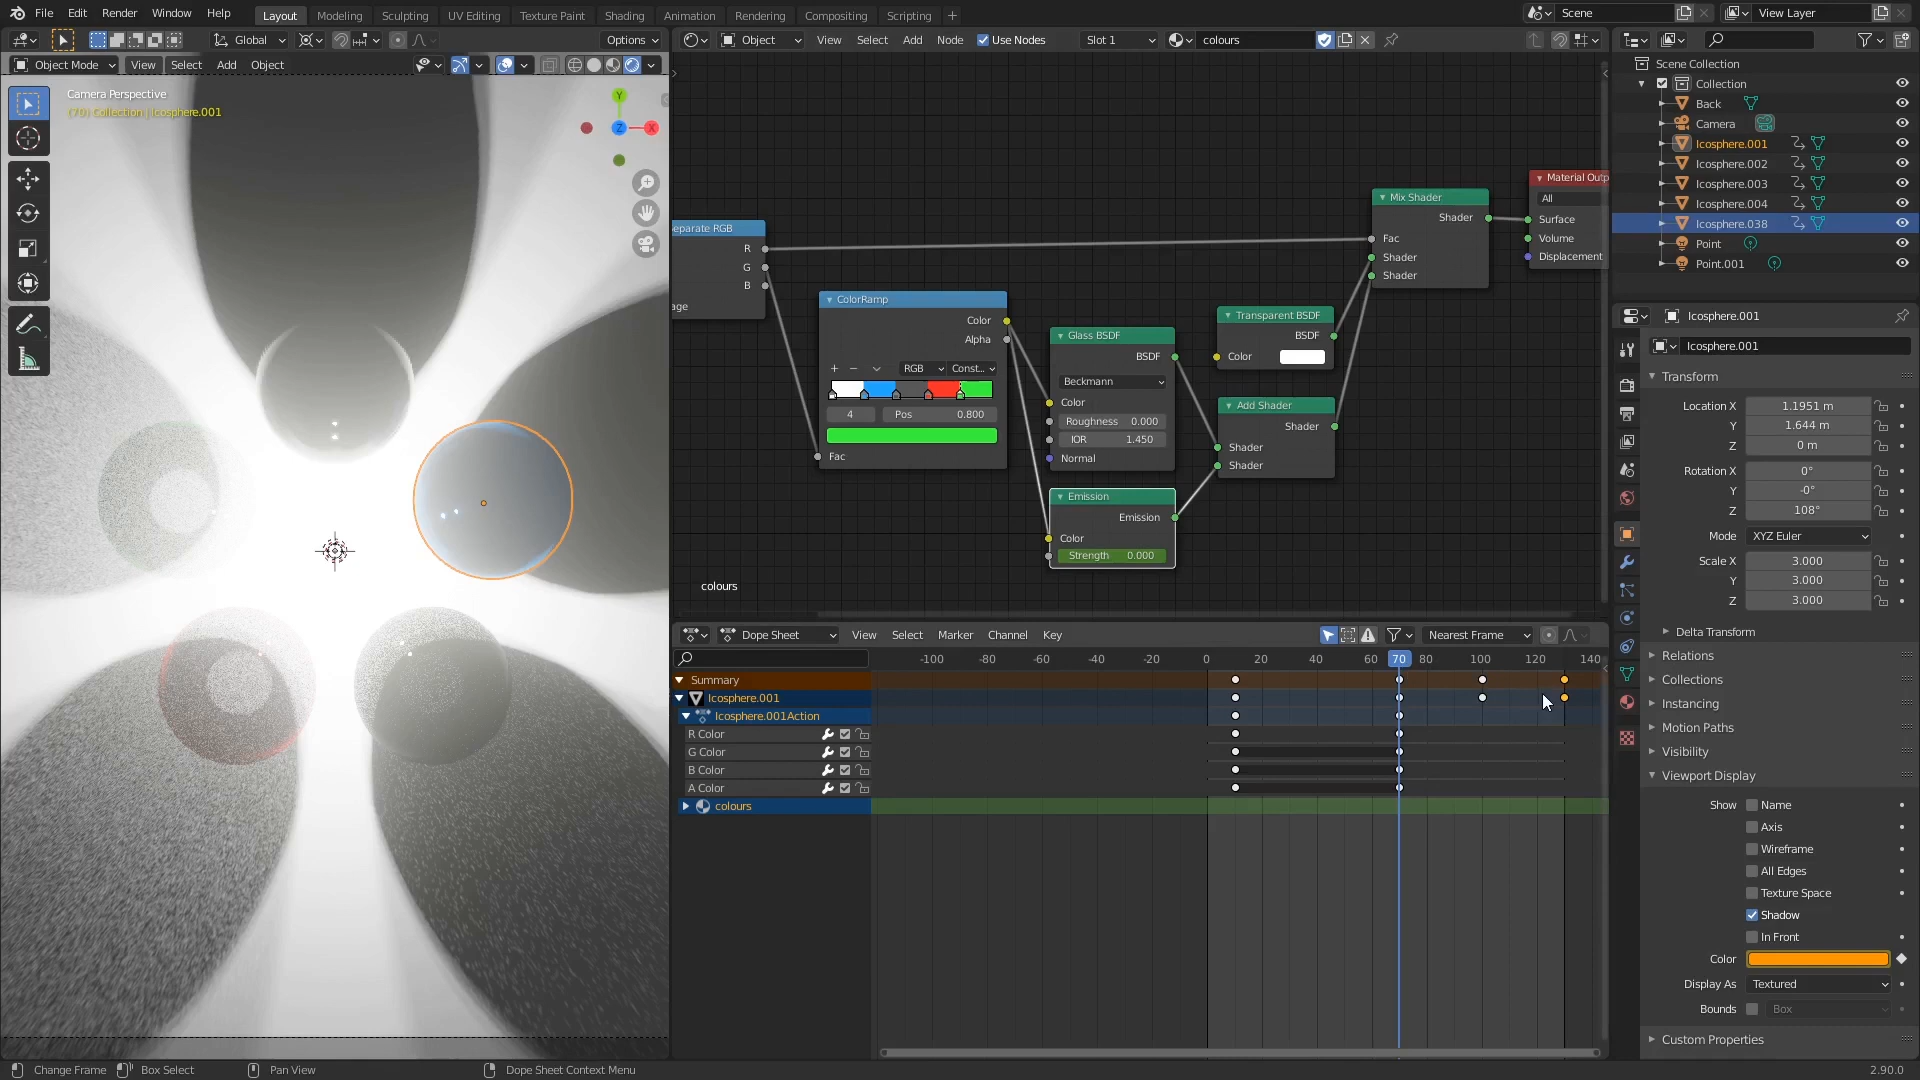 File Edit Render Window Help Layout Modeling Sculpting UV Editing Texture Paint Shading Animation Rendering Compositing Scripting + Scene View Layer
Global Options Object View Select Add Node Use Nodes Slot 1 colours
Object Mode View Select Add Object
Camera Perspective
(70) Collection | Icosphere.001
Y
Z
X
Separate RGB
R
G
B
age
ColorRamp
Color
Alpha
+ − RGB Const..
4 Pos 0.800
Fac
Glass BSDF
BSDF
Beckmann
Color
Roughness 0.000
IOR 1.450
Normal
Emission
Emission
Color
Strength 0.000
Transparent BSDF
BSDF
Color
Add Shader
Shader
Shader
Shader
Mix Shader
Shader
Fac
Shader
Shader
Material Outp
All
Surface
Volume
Displacement
colours
Dope Sheet View Select Marker Channel Key Nearest Frame
-100 -80 -60 -40 -20 0 20 40 60 70 80 100 120 140
Summary
Icosphere.001
Icosphere.001Action
R Color
G Color
B Color
A Color
colours
Scene Collection
Collection
Back
Camera
Icosphere.001
Icosphere.002
Icosphere.003
Icosphere.004
Icosphere.038
Point
Point.001
Icosphere.001
Icosphere.001
Transform
Location X 1.1951 m
Y 1.644 m
Z 0 m
Rotation X 0°
Y -0°
Z 108°
Mode XYZ Euler
Scale X 3.000
Y 3.000
Z 3.000
Delta Transform
Relations
Collections
Instancing
Motion Paths
Visibility
Viewport Display
Show Name
Axis
Wireframe
All Edges
Texture Space
Shadow
In Front
Color
Display As Textured
Bounds Box
Custom Properties
Change Frame Box Select Pan View Dope Sheet Context Menu 2.90.0